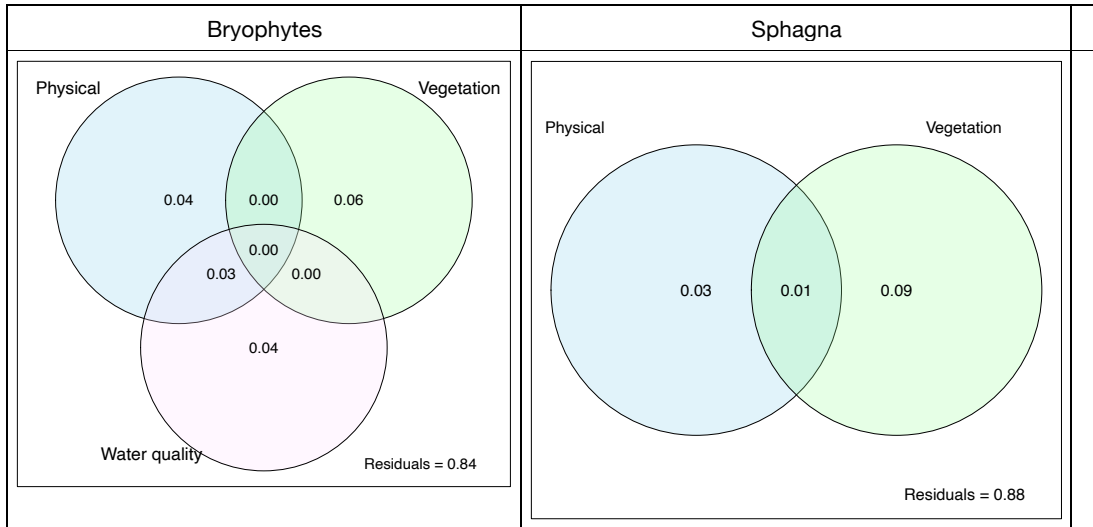 Bryophytes
Physical
Vegetation
0.04
0.00
0.06
0.00
0.03
0.00
0.04
Water quality
Residuals = 0.84
Sphagna
Physical
Vegetation
0.03
0.01
0.09
Residuals = 0.88